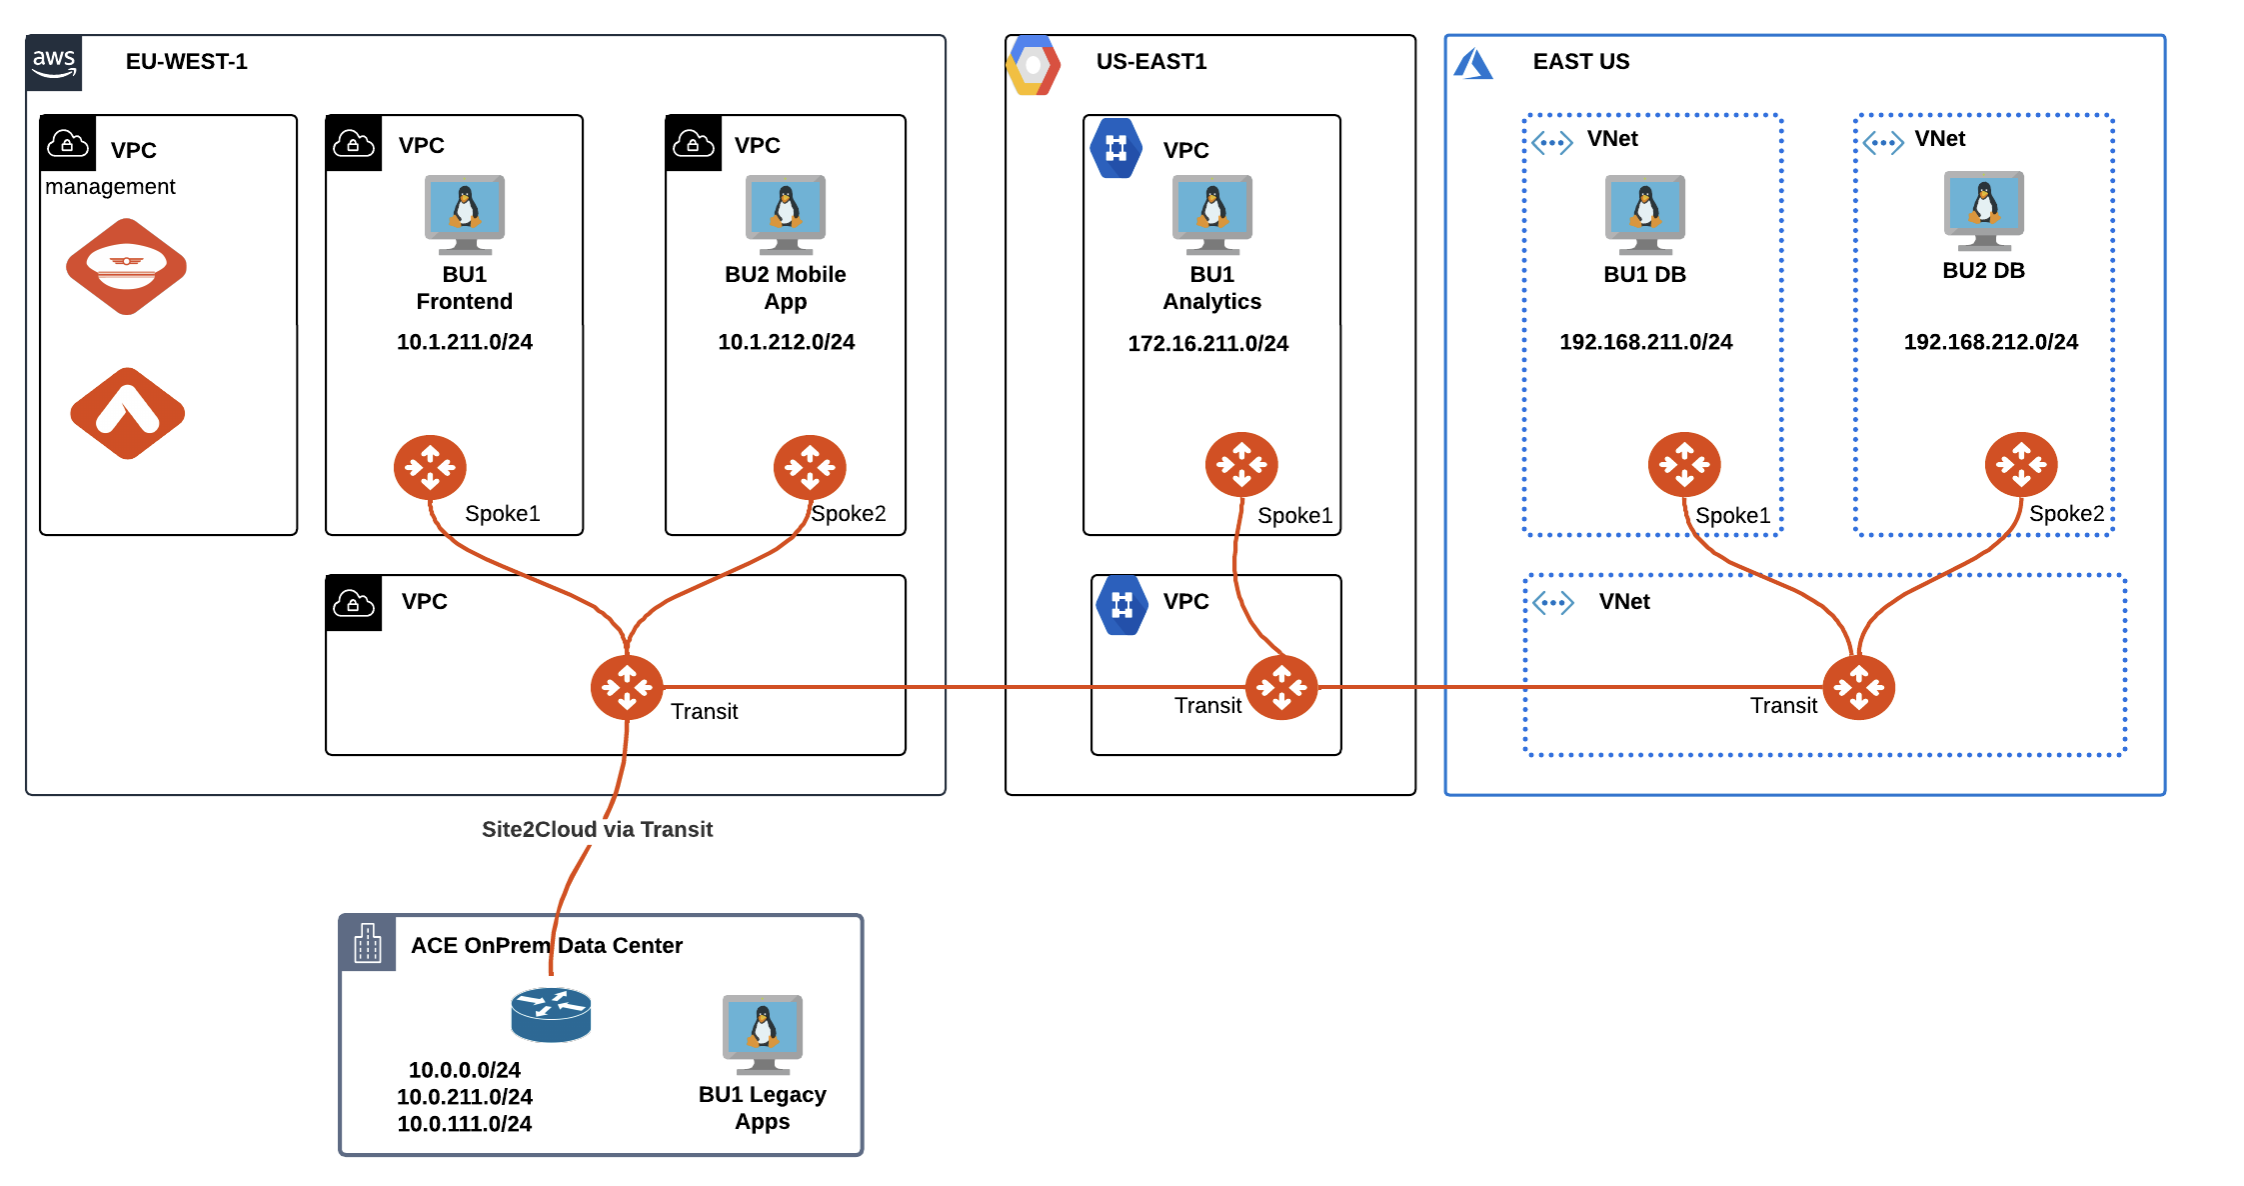 aws
EU-WEST-1
VPC
management
VPC
BU1
Frontend
10.1.211.0/24
Spoke1
VPC
BU2 Mobile
App
10.1.212.0/24
Spoke2
VPC
Transit
US-EAST1
VPC
BU1
Analytics
172.16.211.0/24
Spoke1
VPC
Transit
EAST US
VNet
BU1 DB
192.168.211.0/24
Spoke1
VNet
BU2 DB
192.168.212.0/24
Spoke2
VNet
Transit
Site2Cloud via Transit
ACE OnPrem Data Center
10.0.0.0/24
10.0.211.0/24
10.0.111.0/24
BU1 Legacy
Apps